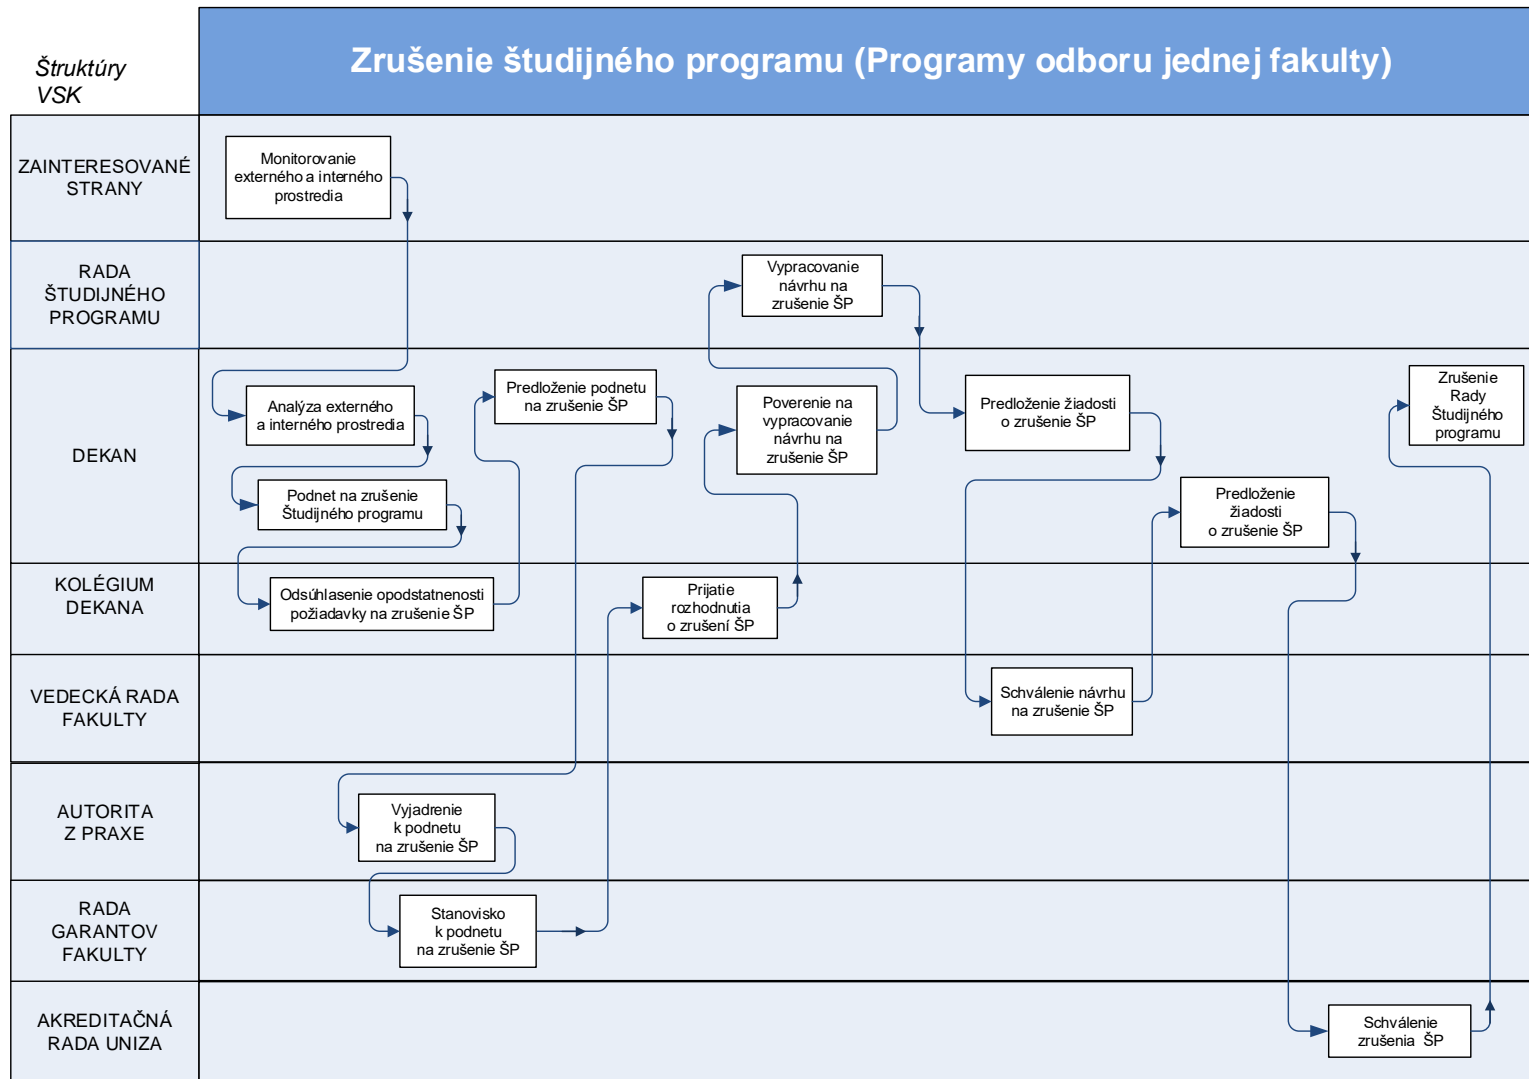 Štruktúry
VSK
Zrušenie študijného programu (Programy odboru jednej fakulty)
ZAINTERESOVANÉ
STRANY
Monitorovanie
externého a interného
prostredia
RADA
ŠTUDIJNÉHO
PROGRAMU
Vypracovanie
návrhu na
zrušenie ŠP
DEKAN
Analýza externého
a interného prostredia
Podnet na zrušenie
Študijného programu
Predloženie podnetu
na zrušenie ŠP
Poverenie na
vypracovanie
návrhu na
zrušenie ŠP
Predloženie žiadosti
o zrušenie ŠP
Predloženie
žiadosti
o zrušenie ŠP
Zrušenie
Rady
Študijného
programu
KOLÉGIUM
DEKANA
Odsúhlasenie opodstatnenosti
požiadavky na zrušenie ŠP
Prijatie
rozhodnutia
o zrušení ŠP
VEDECKÁ RADA
FAKULTY
Schválenie návrhu
na zrušenie ŠP
AUTORITA
Z PRAXE
Vyjadrenie
k podnetu
na zrušenie ŠP
RADA
GARANTOV
FAKULTY
Stanovisko
k podnetu
na zrušenie ŠP
AKREDITAČNÁ
RADA UNIZA
Schválenie
zrušenia ŠP